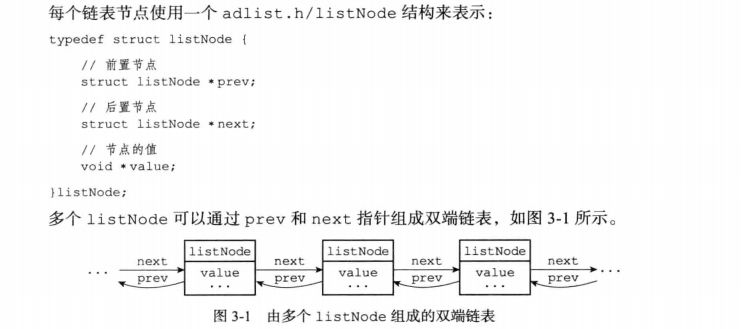 每个链表节点使用一个 adlist.h/listNode 结构来表示:
typedef struct listNode {
// 前置节点
struct listNode *prev;
// 后置节点
struct listNode *next;
// 节点的值
void *value;
}listNode;
多个 listNode 可以通过 prev 和 next 指针组成双端链表,如图 3-1 所示。
listNode listNode listNode
... next value next value next value next ...
prev ... prev ... prev ... prev
图 3-1 由多个 listNode 组成的双端链表